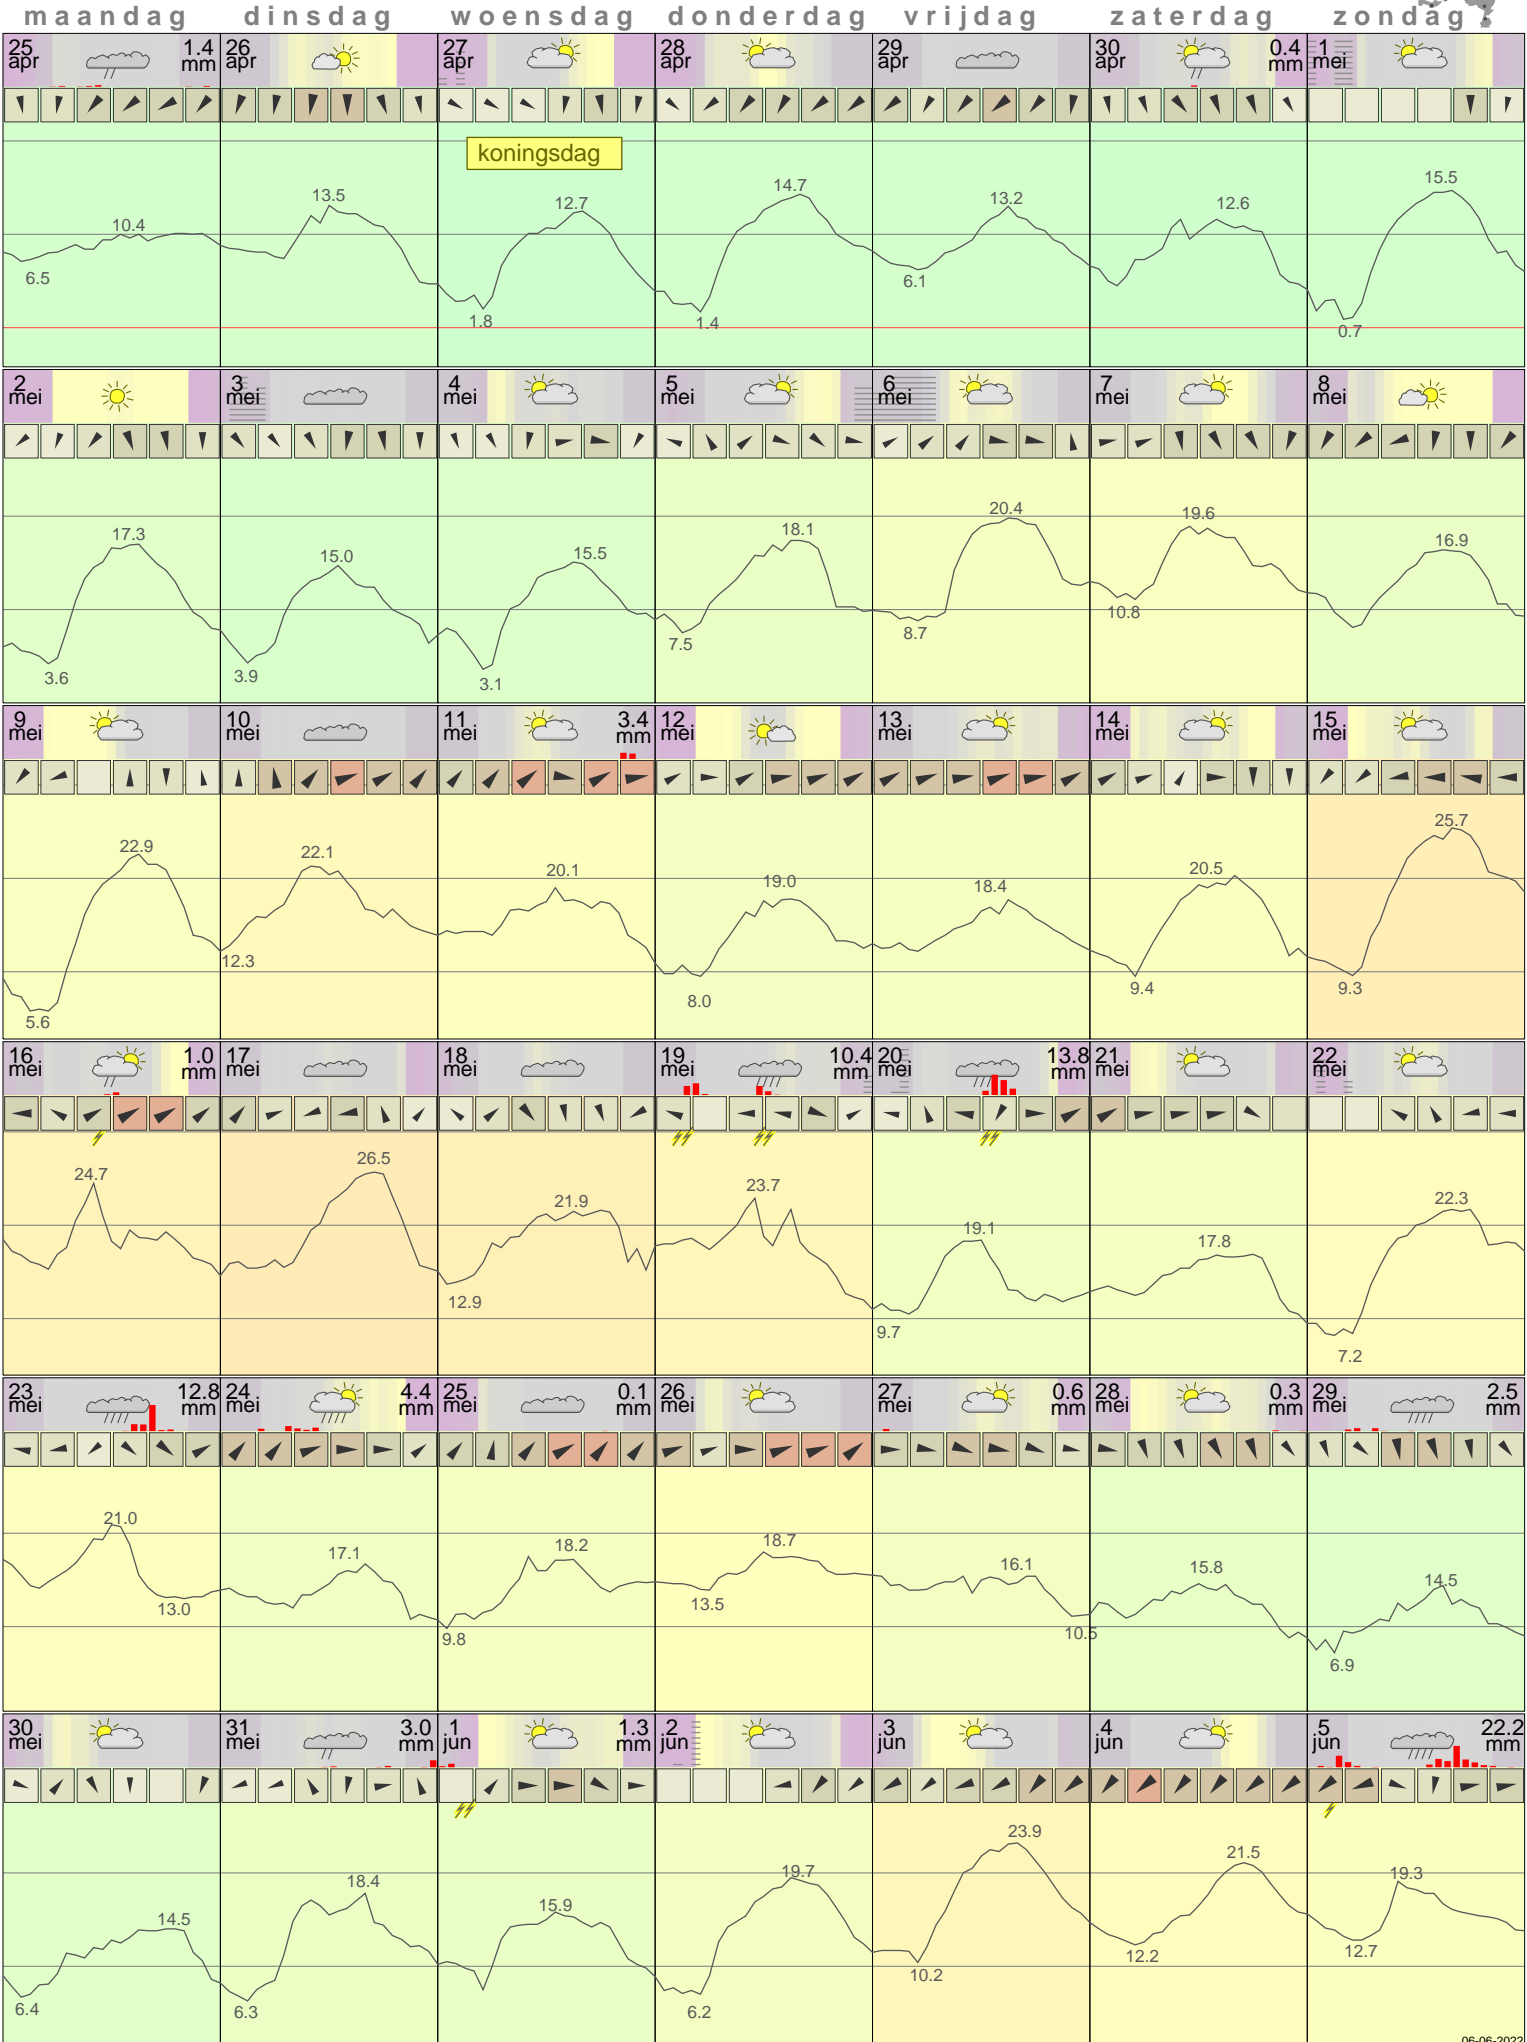 maandag dinsdag woensdag donderdag vrijdag zaterdag zondag
25 apr 1.4 mm 26 apr 27 apr 28 apr 29 apr 30 apr 0.4 mm 1 mei
koningsdag
10.4 13.5 12.7 14.7 13.2 12.6 15.5
6.5 1.8 1.4 6.1 0.7
2 mei 3 mei 4 mei 5 mei 6 mei 7 mei 8 mei
17.3 15.0 15.5 18.1 20.4 19.6 16.9
3.6 3.9 3.1 7.5 8.7 10.8
9 mei 10 mei 11 mei 3.4 mm 12 mei 13 mei 14 mei 15 mei
22.9 22.1 20.1 19.0 18.4 20.5 25.7
5.6 12.3 8.0 9.4 9.3
16 mei 1.0 mm 17 mei 18 mei 19 mei 10.4 20 mei 13.8 21 mei 22 mei
24.7 26.5 21.9 23.7 19.1 17.8 22.3
12.9 9.7 7.2
23 mei 12.8 mm 24 mei 4.4 mm 25 mei 0.1 mm 26 mei 27 mei 0.6 mm 28 mei 0.3 mm 29 mei 2.5 mm
21.0 17.1 18.2 18.7 16.1 15.8 14.5
13.0 9.8 13.5 10.5 6.9
30 mei 31 mei 3.0 mm 1 jun 1.3 mm 2 jun 3 jun 4 jun 5 jun 22.2 mm
14.5 18.4 15.9 19.7 23.9 21.5 19.3
6.4 6.3 6.2 10.2 12.2 12.7
06-06-2022